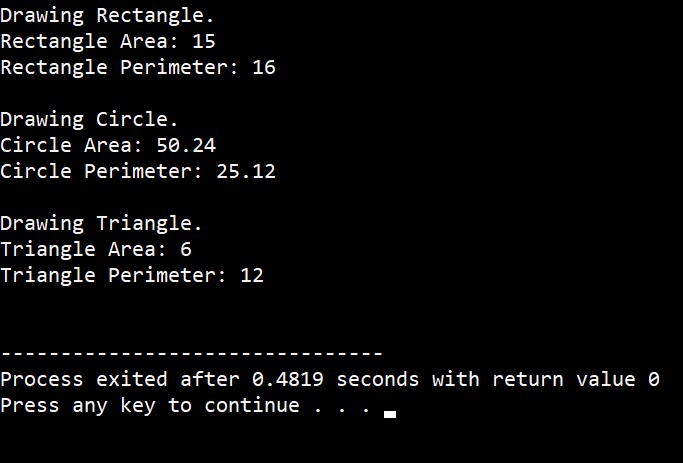 Drawing Rectangle.
Rectangle Area: 15
Rectangle Perimeter: 16
Drawing Circle.
Circle Area: 50.24
Circle Perimeter: 25.12
Drawing Triangle.
Triangle Area: 6
Triangle Perimeter: 12
--------------------------------
Process exited after 0.4819 seconds with return value 0
Press any key to continue . . .